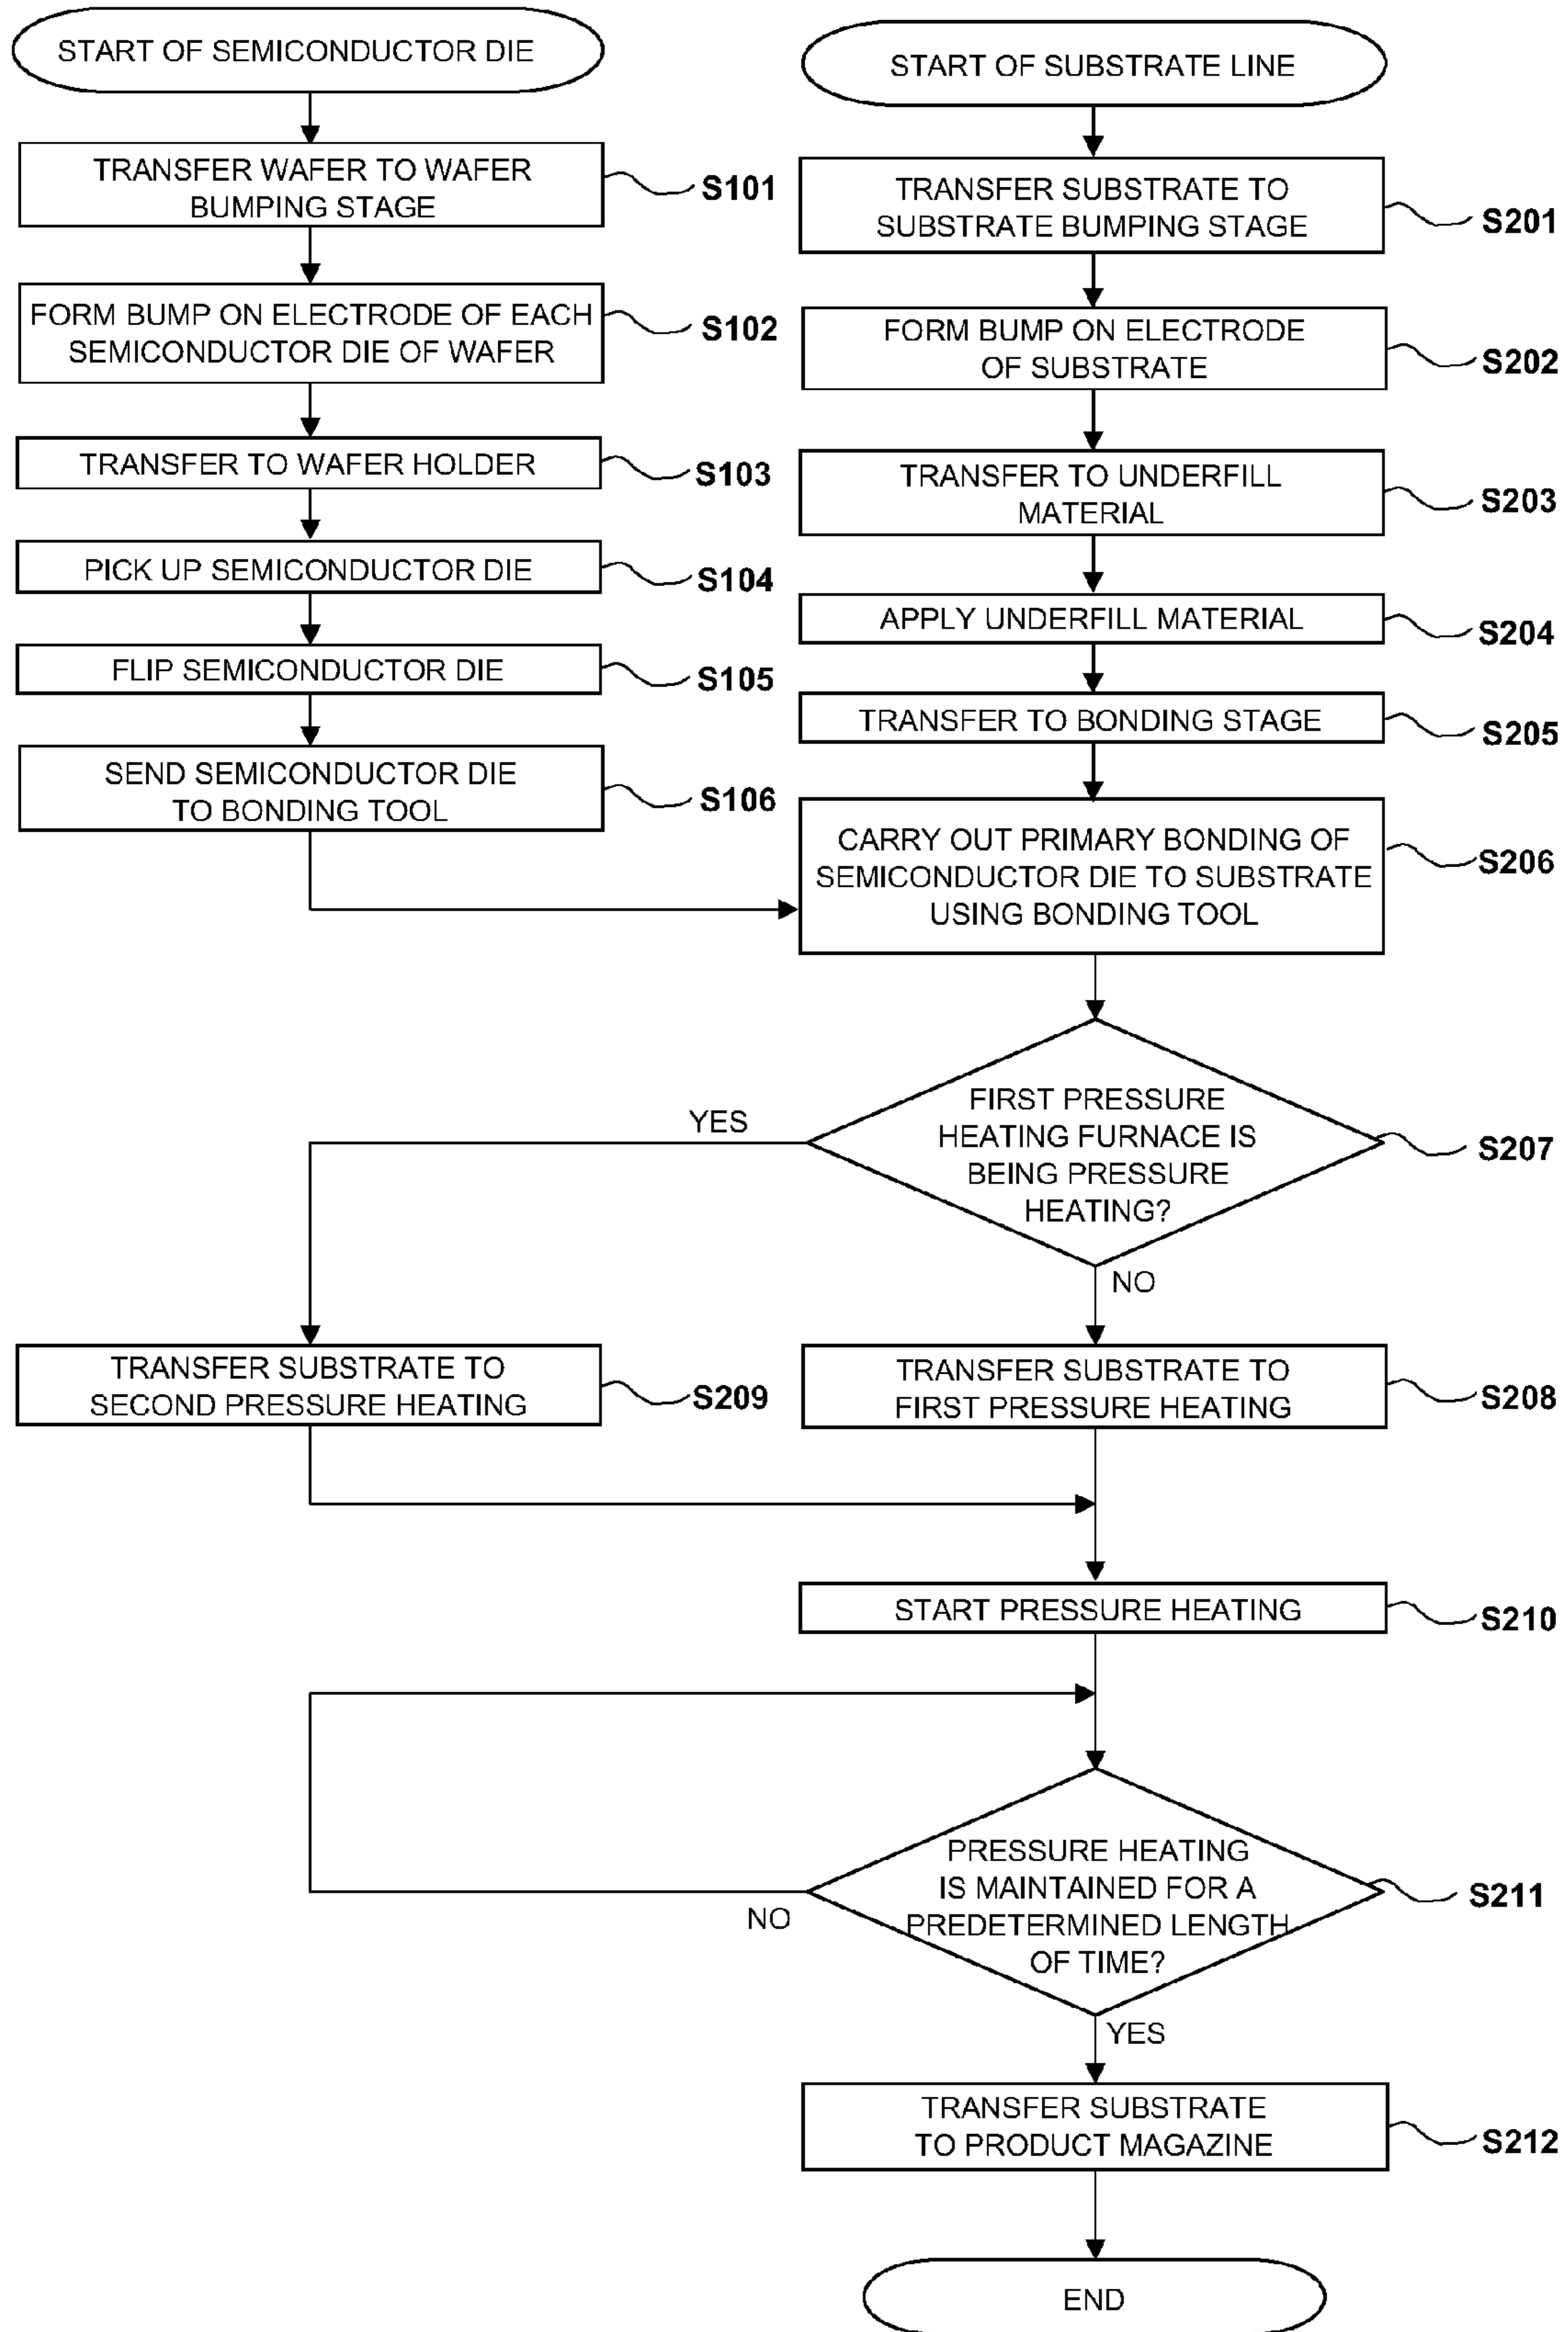 START OF SEMICONDUCTOR DIE
TRANSFER WAFER TO WAFER
BUMPING STAGE
S101
FORM BUMP ON ELECTRODE OF EACH
SEMICONDUCTOR DIE OF WAFER
S102
TRANSFER TO WAFER HOLDER
S103
PICK UP SEMICONDUCTOR DIE
S104
FLIP SEMICONDUCTOR DIE
S105
SEND SEMICONDUCTOR DIE
TO BONDING TOOL
S106
START OF SUBSTRATE LINE
TRANSFER SUBSTRATE TO
SUBSTRATE BUMPING STAGE
S201
FORM BUMP ON ELECTRODE
OF SUBSTRATE
S202
TRANSFER TO UNDERFILL
MATERIAL
S203
APPLY UNDERFILL MATERIAL
S204
TRANSFER TO BONDING STAGE
S205
CARRY OUT PRIMARY BONDING OF
SEMICONDUCTOR DIE TO SUBSTRATE
USING BONDING TOOL
S206
FIRST PRESSURE
HEATING FURNACE IS
BEING PRESSURE
HEATING?
S207
YES
NO
TRANSFER SUBSTRATE TO
SECOND PRESSURE HEATING
S209
TRANSFER SUBSTRATE TO
FIRST PRESSURE HEATING
S208
START PRESSURE HEATING
S210
PRESSURE HEATING
IS MAINTAINED FOR A
PREDETERMINED LENGTH
OF TIME?
S211
NO
YES
TRANSFER SUBSTRATE
TO PRODUCT MAGAZINE
S212
END